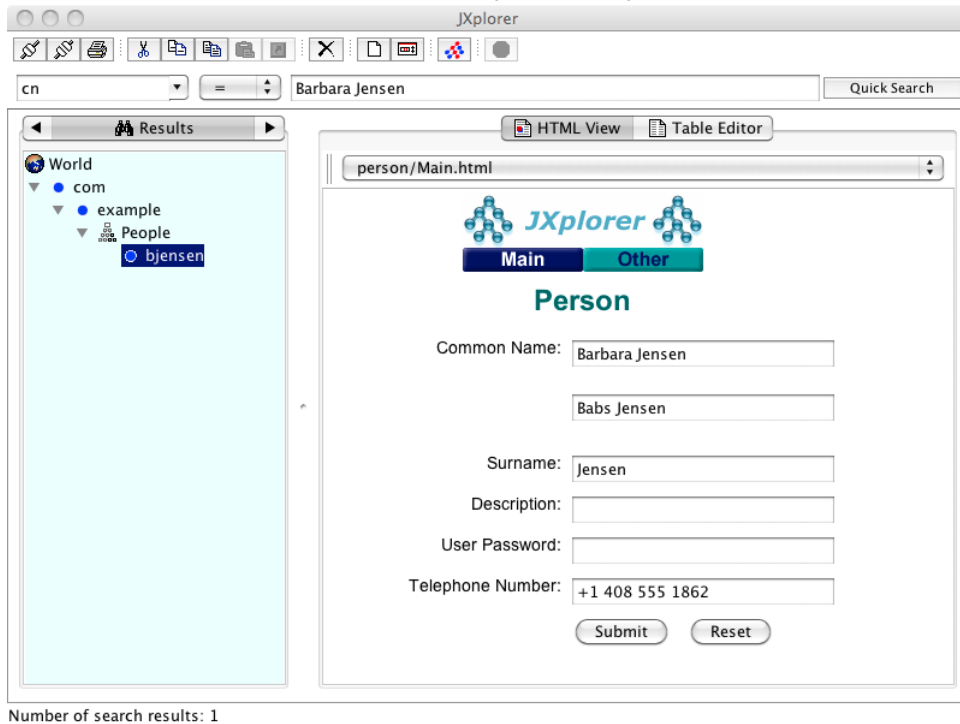 JXplorer
cn = Barbara Jensen Quick Search
Results
HTML View Table Editor
World
com
example
People
bjensen
person/Main.html
JXplorer
Main Other
Person
Common Name: Barbara Jensen
Babs Jensen
Surname: Jensen
Description:
User Password:
Telephone Number: +1 408 555 1862
Submit Reset
Number of search results: 1